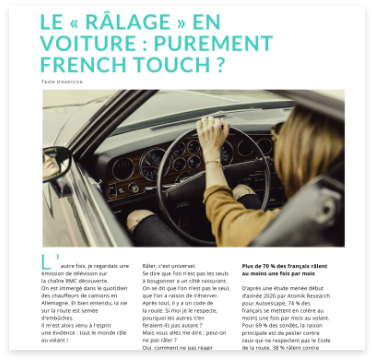 LE « RÂLAGE » EN
VOITURE : PUREMENT
FRENCH TOUCH ?
Texte d'exercice
L'autre fois, je regardais une
émission de télévision sur
la chaîne RMC découverte.
On est immergé dans le quotidien
des chauffeurs de camions en
Allemagne. Et bien entendu, la vie
sur la route est semée
d'embûches.
Il m'est alors venu à l'esprit
une évidence : tout le monde râle
au volant !
Râler, c'est universel.
Se dire que l'on n'est pas les seuls
à bougonner a un côté rassurant.
On se dit que l'on n'est pas le seul,
que l'on a raison de s'énerver.
Après tout, il y a un code de
la route. Si moi je le respecte,
pourquoi les autres n'en
feraient-ils pas autant ?
Mais vous allez me dire : peut-on
ne pas râler ?
Oui, comment ne pas réagir
Plus de 70 % des français râlent
au moins une fois par mois
D'après une étude menée début
d'année 2020 par Atomik Research
pour Autoescape, 74 % des
français se mettent en colère au
moins une fois par mois au volant.
Pour 69 % des sondés, la raison
principale est de pester contre
ceux qui ne respectent pas le Code
de la route. 38 % râlent contre